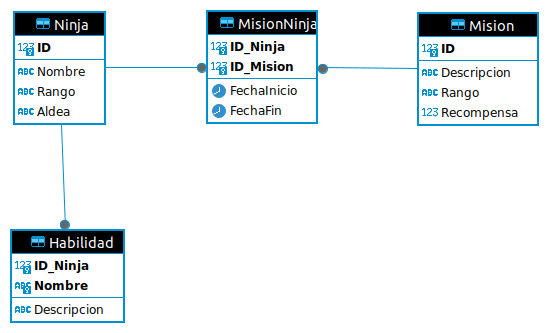 Ninja
123 ID
ABC Nombre
ABC Rango
ABC Aldea
MisionNinja
123 ID_Ninja
123 ID_Mision
FechaInicio
FechaFin
Mision
123 ID
ABC Descripcion
ABC Rango
123 Recompensa
Habilidad
123 ID_Ninja
ABC Nombre
ABC Descripcion